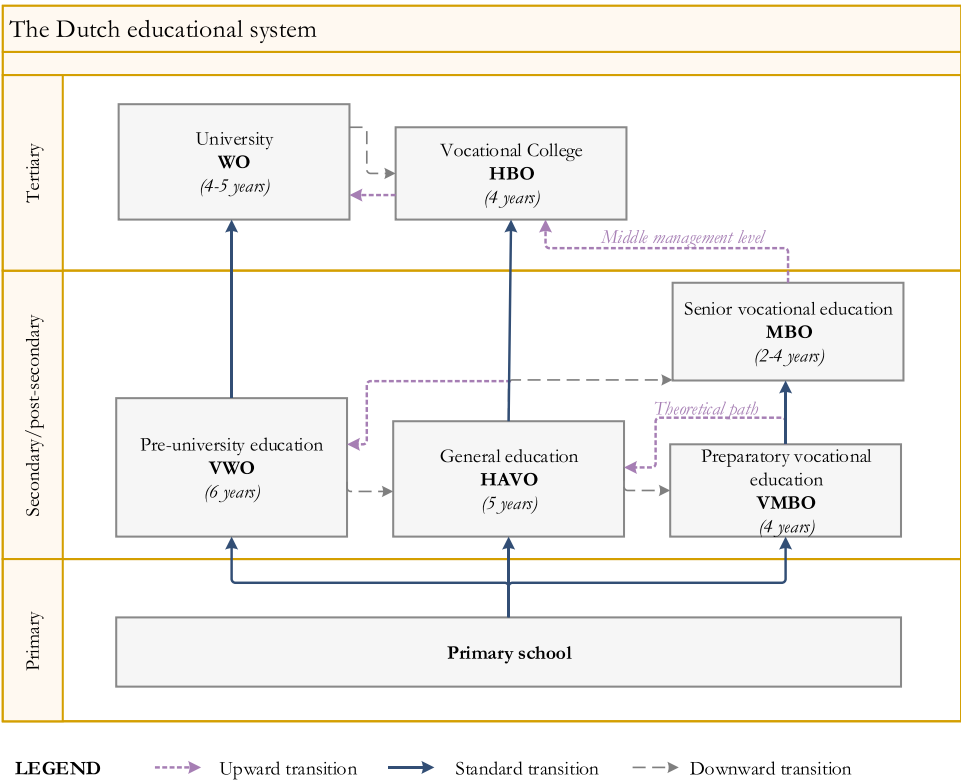 The Dutch educational system
Tertiary
University
WO
(4-5 years)
Vocational College
HBO
(4 years)
Middle management level
Secondary/post-secondary
Senior vocational education
MBO
(2-4 years)
Theoretical path
Pre-university education
VWO
(6 years)
General education
HAVO
(5 years)
Preparatory vocational
education
VMBO
(4 years)
Primary
Primary school
LEGEND
Upward transition
Standard transition
Downward transition